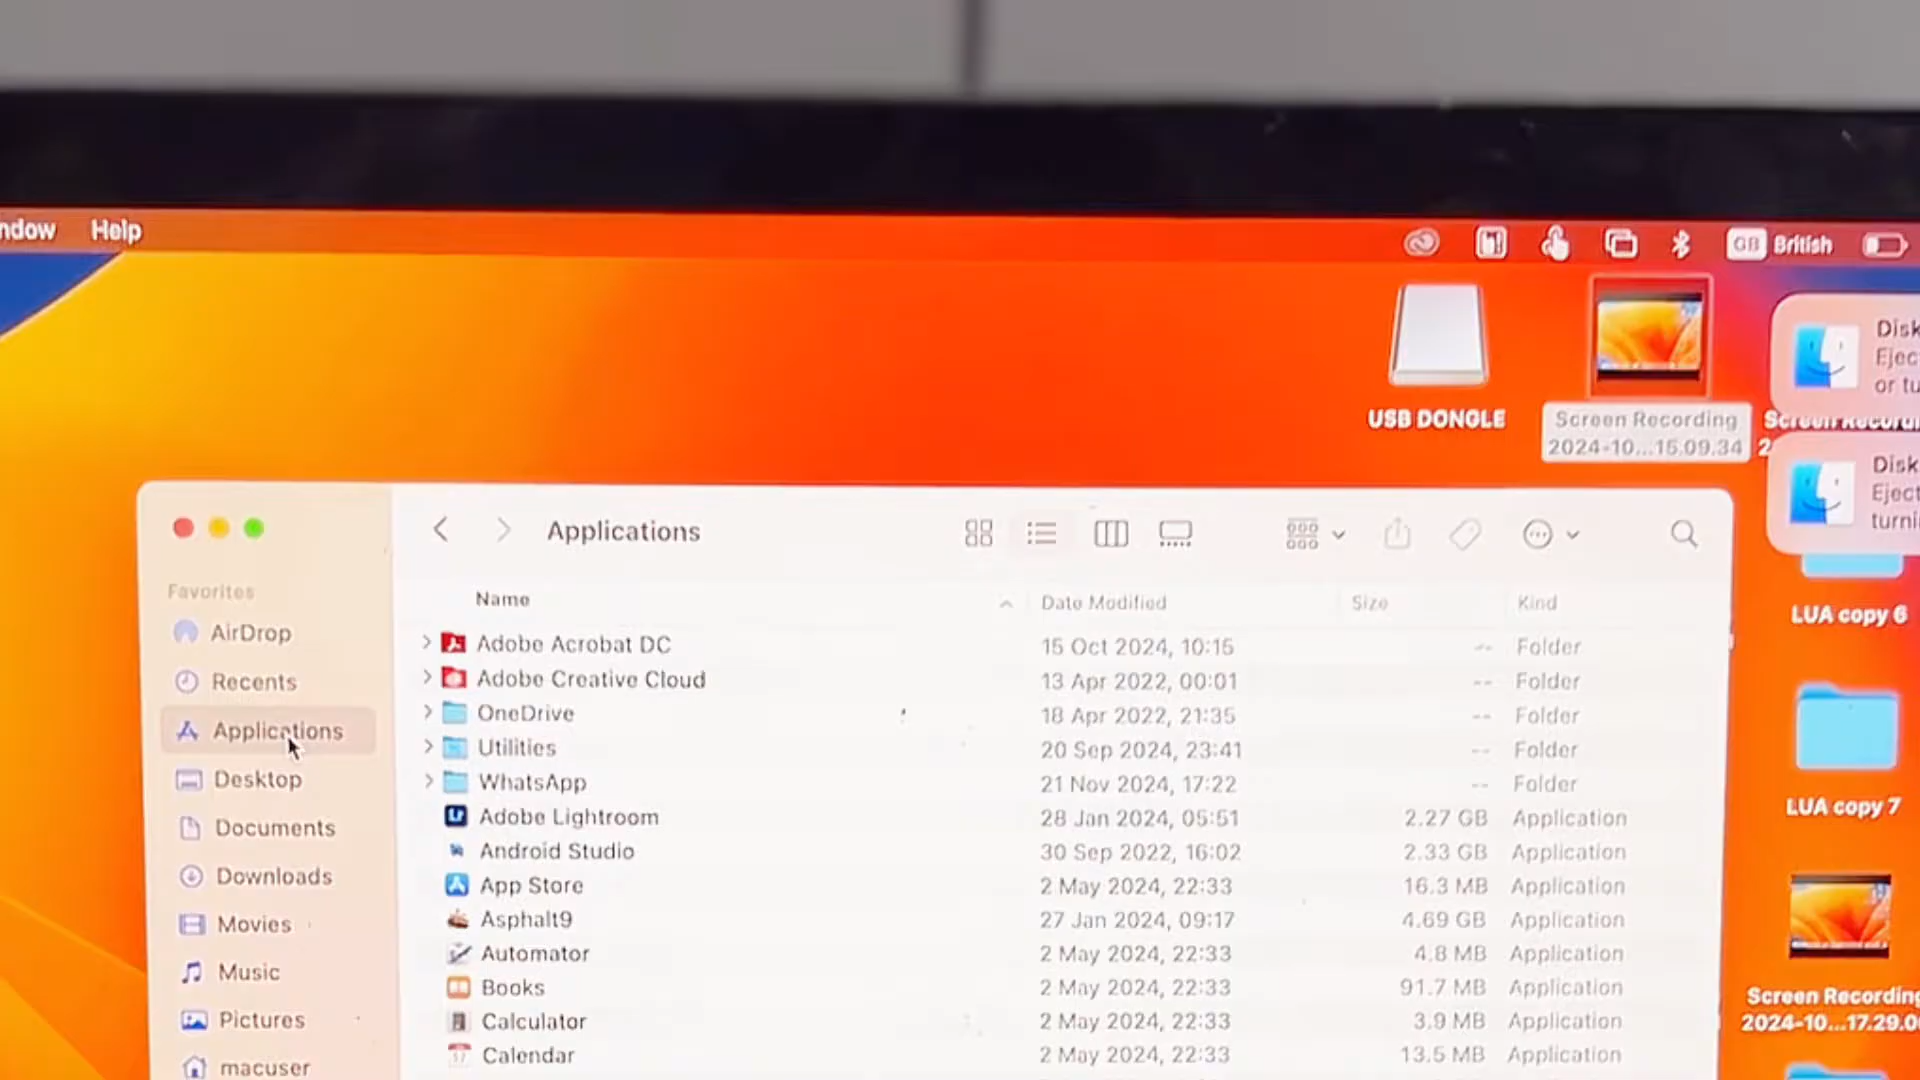 ndow Help
GB British
Disk
Ejec
or tu
USB DONGLE
Screen Recording
2024-10...15.09.34
Screen Recordi
2
Disk
Eject
turni
LUA copy 6
LUA copy 7
Screen Recording
2024-10...17.29.0
Applications
Favorites
AirDrop
Recents
Applications
Desktop
Documents
Downloads
Movies
Music
Pictures
macuser
Name Date Modified Size Kind
Adobe Acrobat DC 15 Oct 2024, 10:15 -- Folder
Adobe Creative Cloud 13 Apr 2022, 00:01 -- Folder
OneDrive 18 Apr 2022, 21:35 -- Folder
Utilities 20 Sep 2024, 23:41 -- Folder
WhatsApp 21 Nov 2024, 17:22 -- Folder
Adobe Lightroom 28 Jan 2024, 05:51 2.27 GB Application
Android Studio 30 Sep 2022, 16:02 2.33 GB Application
App Store 2 May 2024, 22:33 16.3 MB Application
Asphalt9 27 Jan 2024, 09:17 4.69 GB Application
Automator 2 May 2024, 22:33 4.8 MB Application
Books 2 May 2024, 22:33 91.7 MB Application
Calculator 2 May 2024, 22:33 3.9 MB Application
Calendar 2 May 2024, 22:33 13.5 MB Application